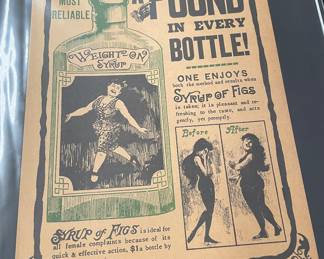 MOST
RELIABLE
POUND
IN EVERY
BOTTLE!
WEIGHT-ON
SYRUP
ONE ENJOYS
both the method and results when
SYRUP OF FIGS
is taken; it is pleasant and re-
freshing to the taste, and acts
gently, yet promptly.
Before After
SYRUP OF FIGS is ideal for
all female complaints because of its
quick & effective action, $1 a bottle by